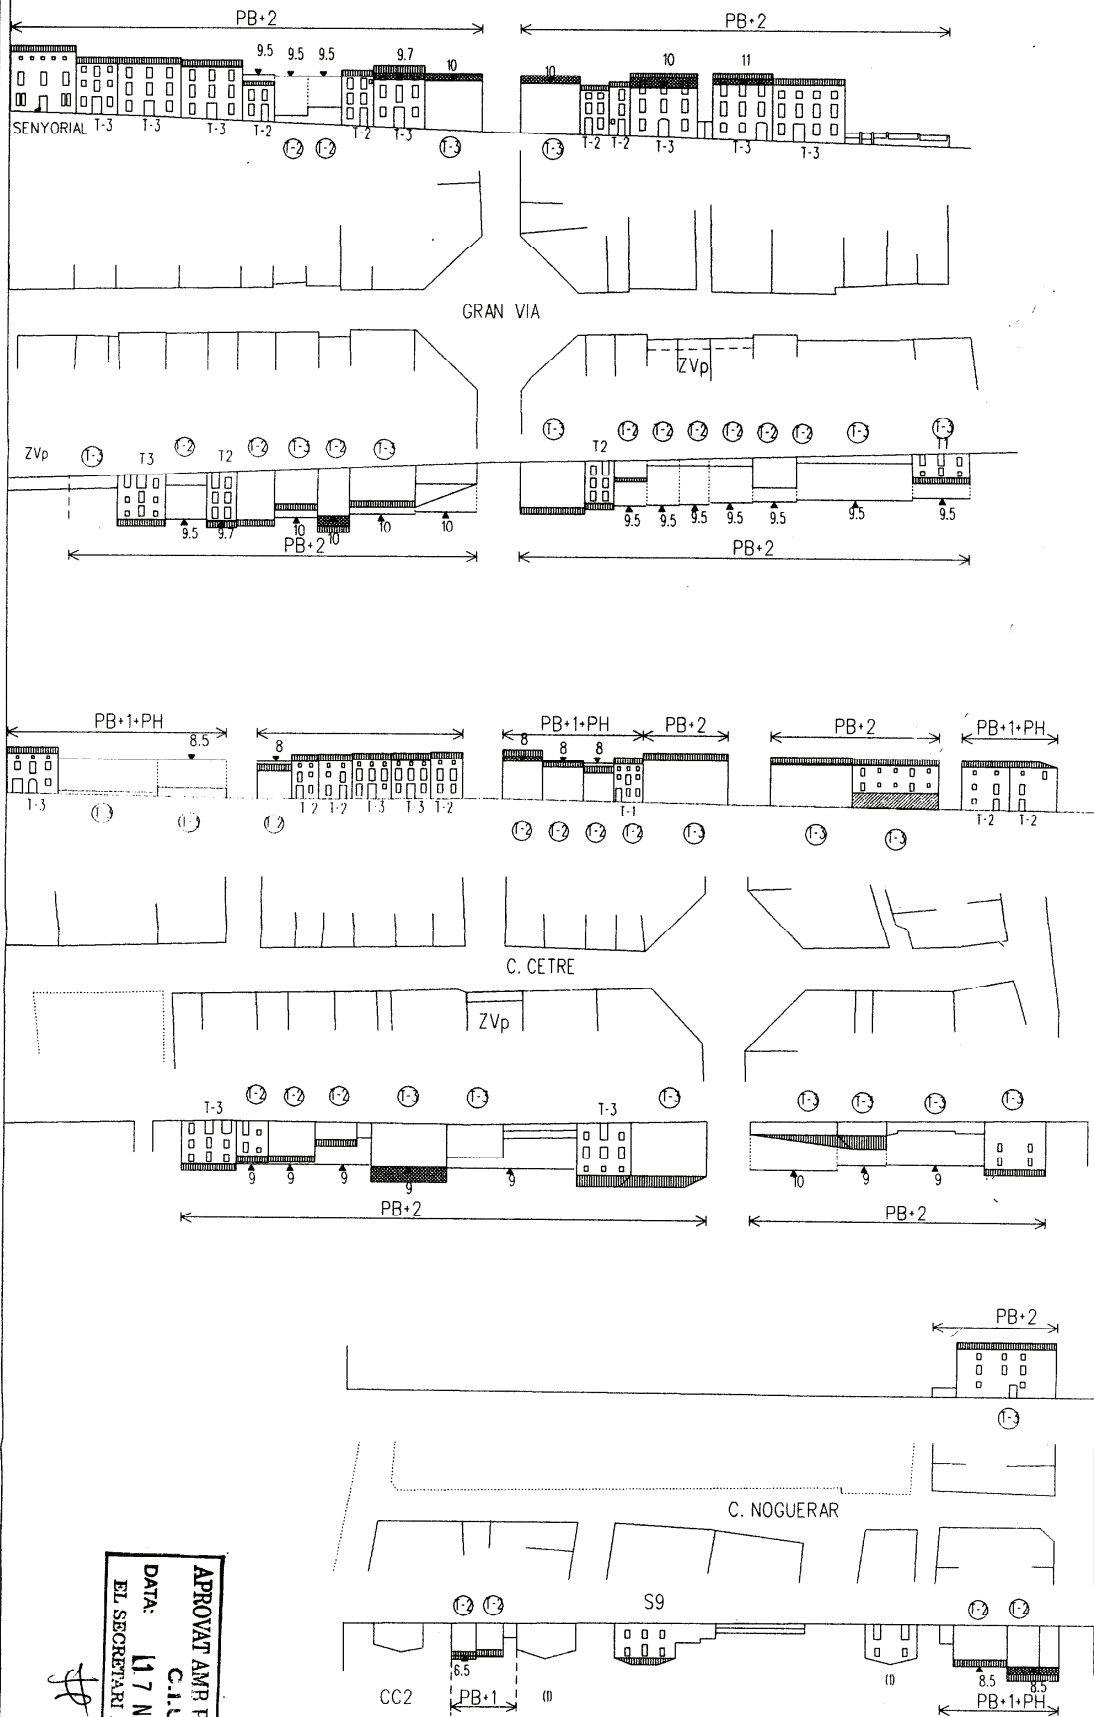 PB+2 PB+2
9.5 9.5 9.5 9.7 10 10 10 11
SENYORIAL T-3 T-3 T-3 T-2 T-2 T-3 T-2 T-2 T-3 T-3 T-3
T-2 T-2 T-3 T-3
GRAN VIA
ZVp
ZVp T-3 T3 T-2 T2 T-2 T-3 T-2 T-3 T-3 T2 T-2 T-2 T-2 T-2 T-2 T-2 T-3 T-3
T1
9.5 9.7 10 10 10 10 9.5 9.5 9.5 9.5 9.5 9.5 9.5
PB+2 PB+2
PB+1+PH PB+1+PH PB+2 PB+2 PB+1+PH
8.5 8 8 8 8
T-3 T-2 T-2 T-3 T-3 T-2 T-1 T-2 T-2
T-3 T-3 T-2 T-2 T-2 T-2 T-2 T-3 T-3 T-3
C. CETRE
ZVp
T-3 T-2 T-2 T-2 T-3 T-3 T-3 T-3 T-3 T-3 T-3 T-3
9 9 9 9 9 10 9 9
PB+2 PB+2
PB+2
T-3
C. NOGUERAR
T-2 T-2 S9 T-2 T-2
6.5 8.5 8.5
CC2 PB+1 (1) (1) PB+1+PH
APROVAT AMB
DATA: 17 N
EL SECRETARI